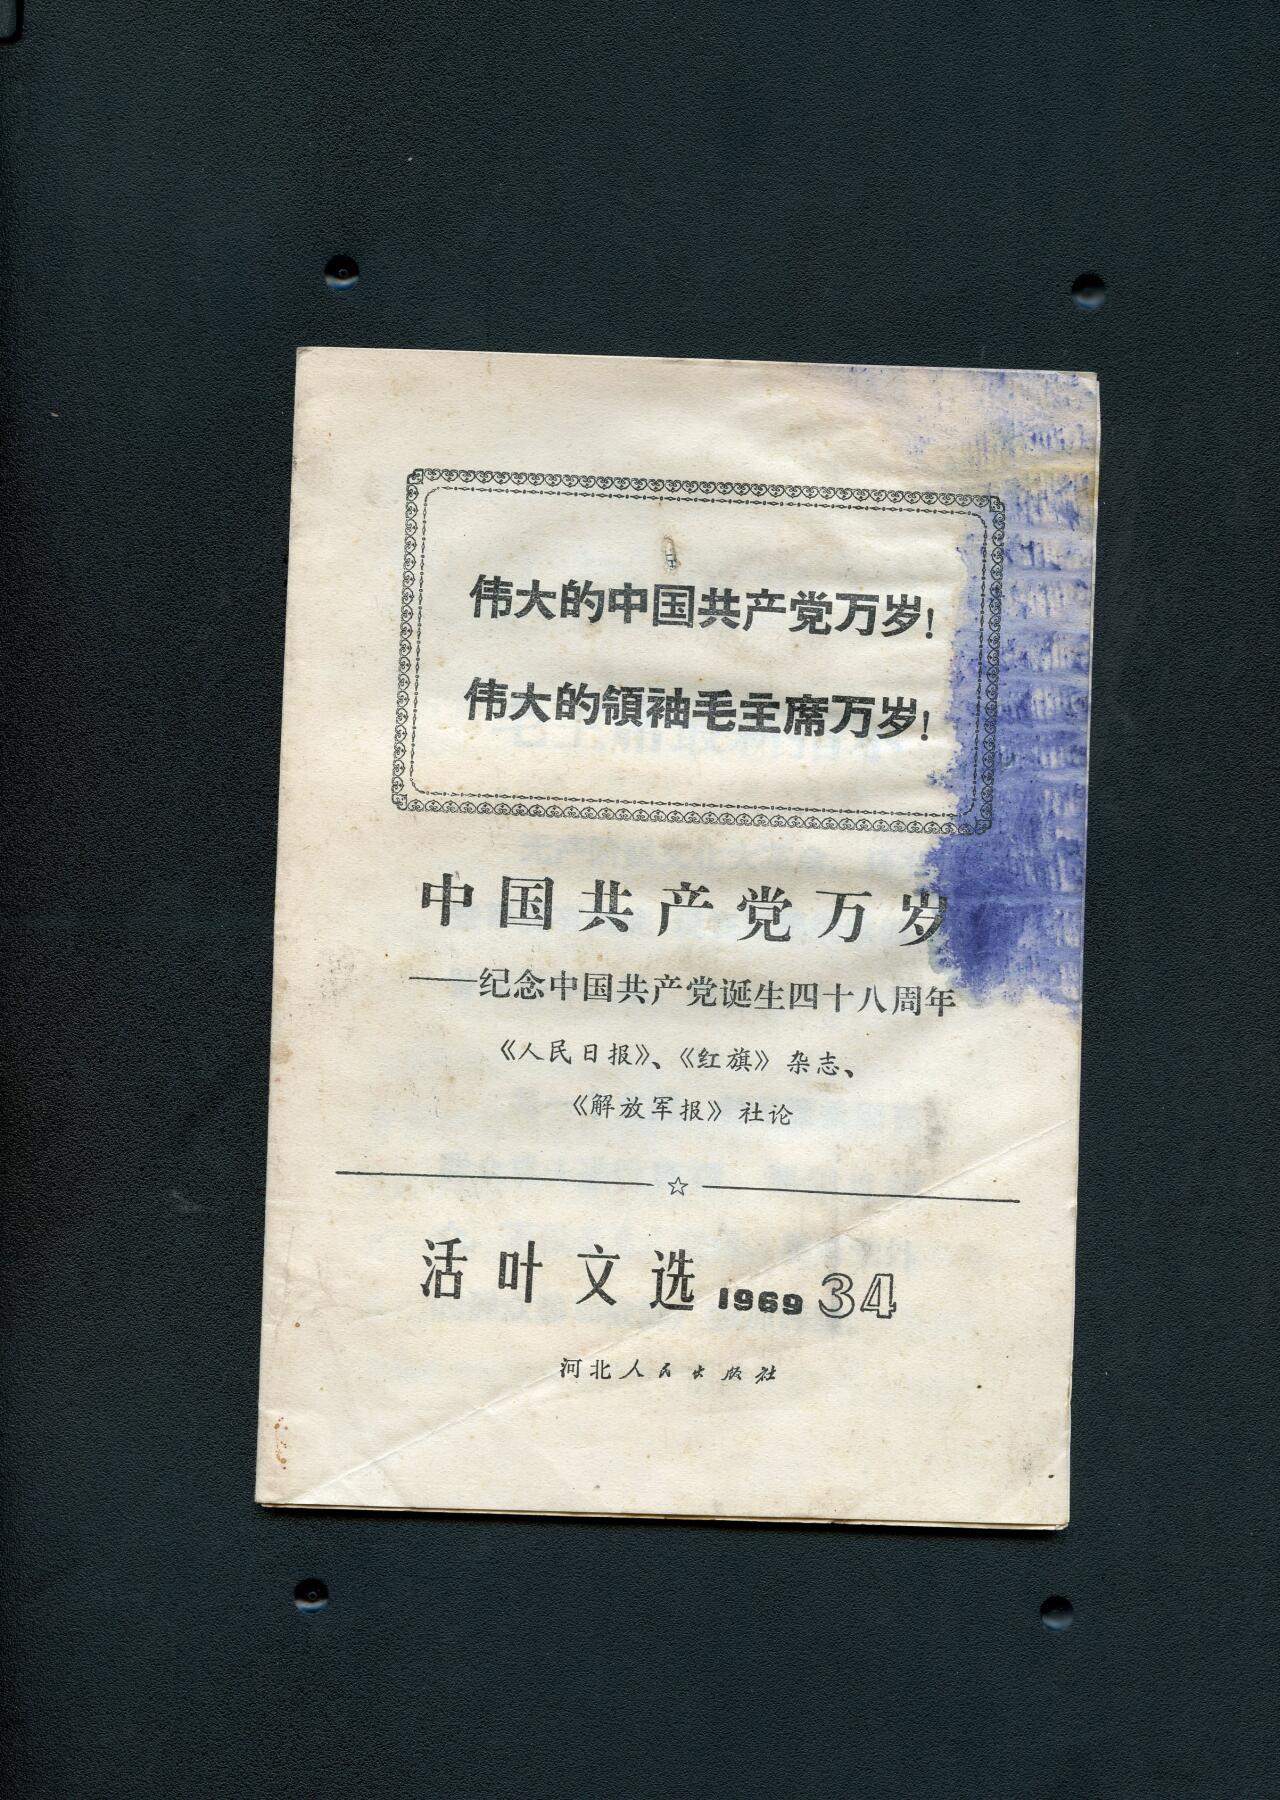 伟大的中国共产党万岁！
伟大的領袖毛主席万岁！
中国共产党万岁
——纪念中国共产党诞生四十八周年
《人民日报》、《红旗》杂志、
《解放军报》社论
活叶文选 1969 34
河北人民出版社